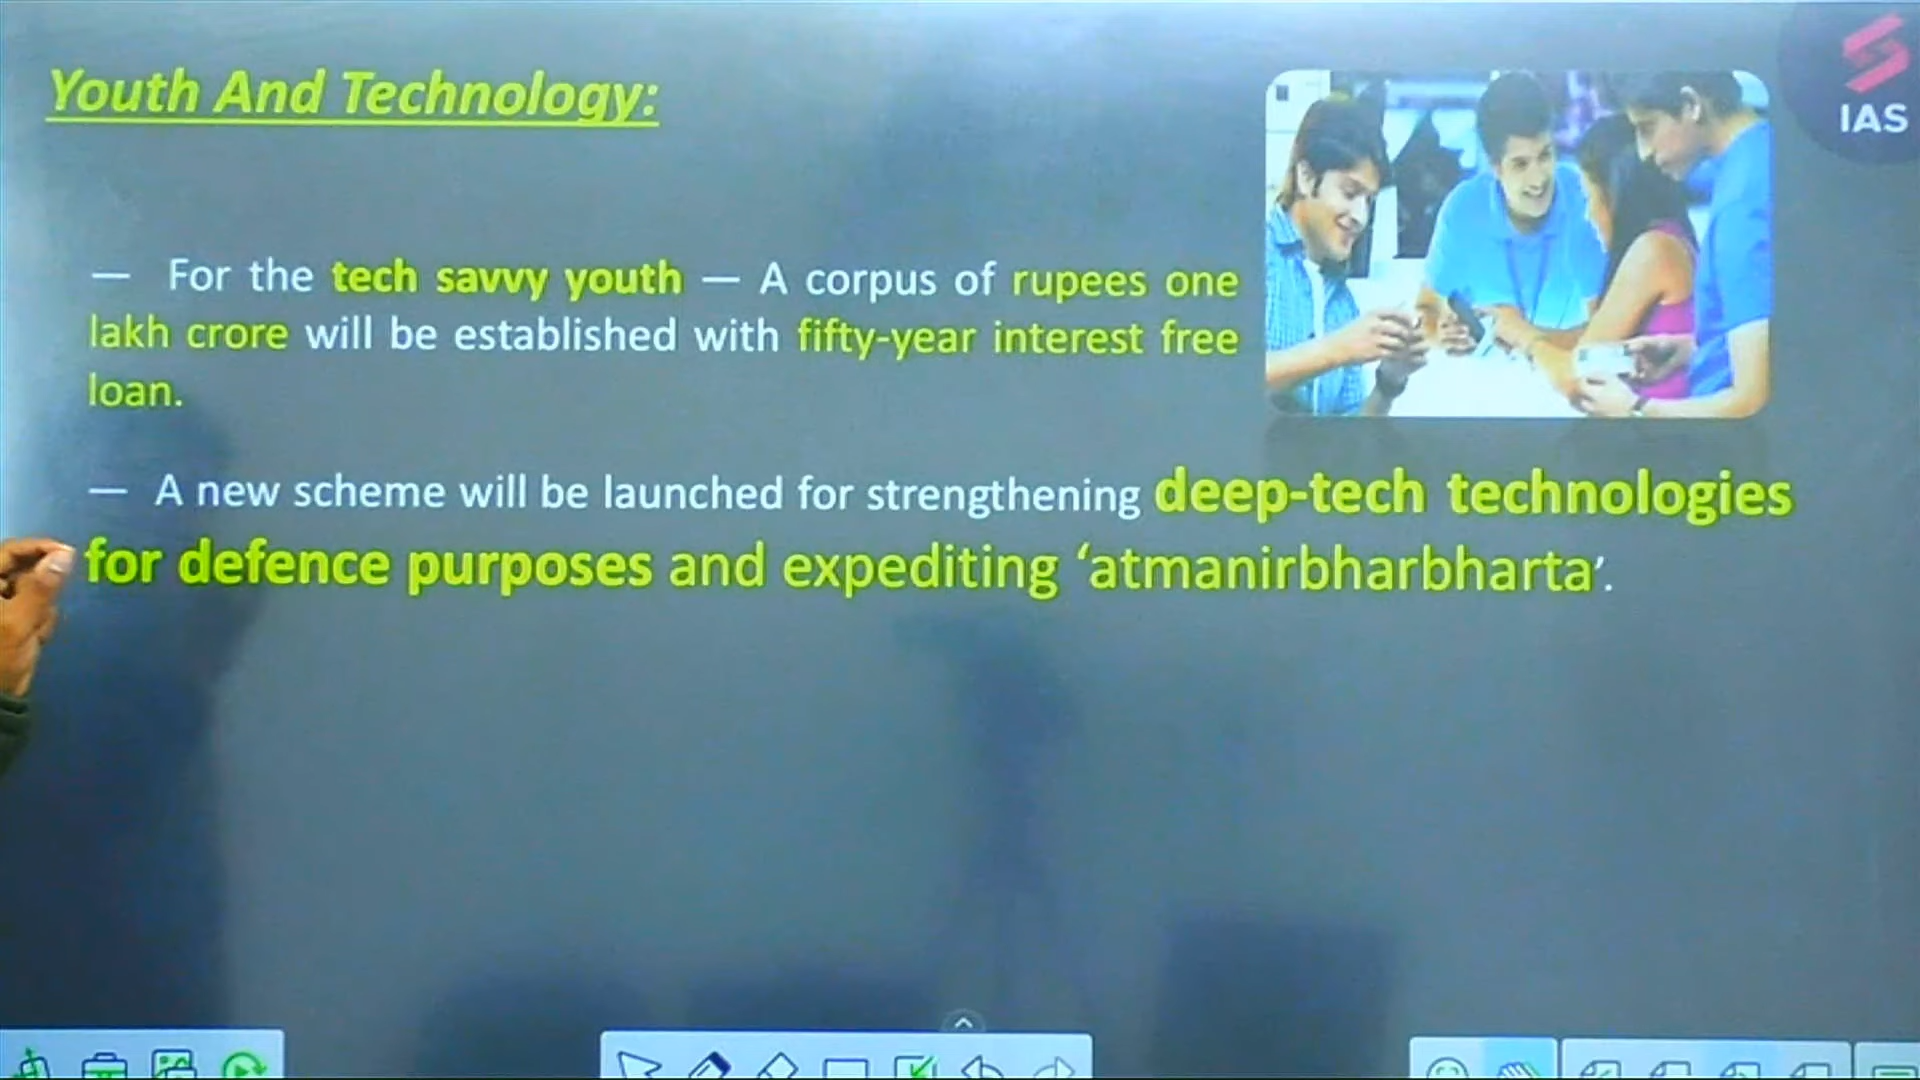 Youth And Technology:
IAS
— For the tech savvy youth — A corpus of rupees one
lakh crore will be established with fifty-year interest free
loan.
— A new scheme will be launched for strengthening deep-tech technologies
for defence purposes and expediting ‘atmanirbharbharta’.